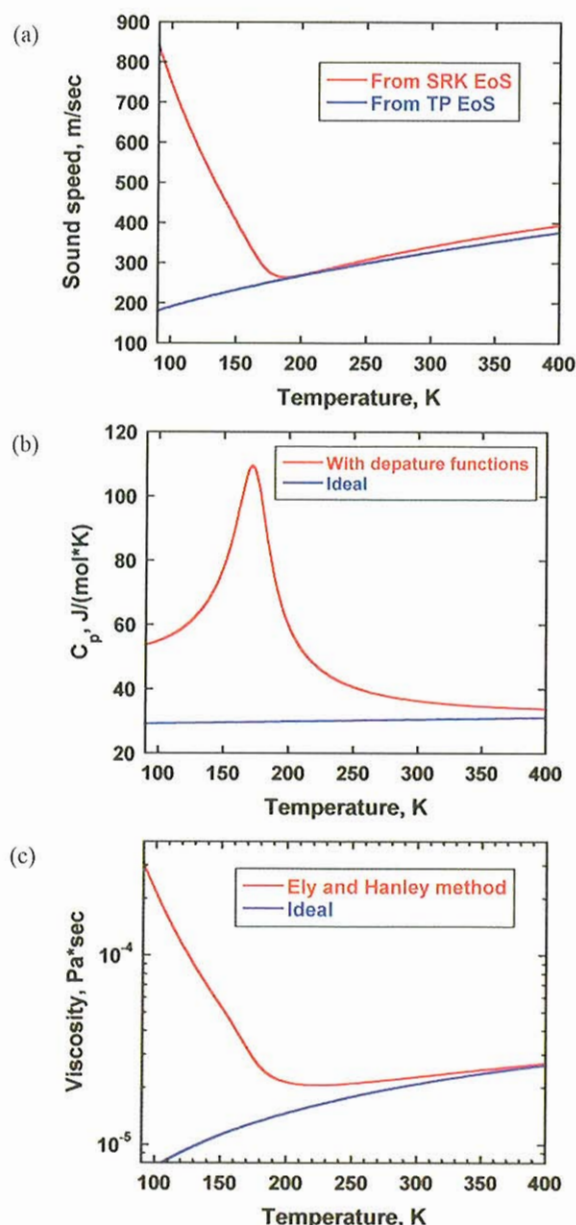 (a)
900
800
700
600
500
400
300
200
100
Sound speed, m/sec
From SRK EoS
From TP EoS
100 150 200 250 300 350 400
Temperature, K
(b)
120
100
80
60
40
20
C_p, J/(mol*K)
With depature functions
Ideal
100 150 200 250 300 350 400
Temperature, K
(c)
10^-4
10^-5
Viscosity, Pa*sec
Ely and Hanley method
Ideal
100 150 200 250 300 350 400
Temperature, K